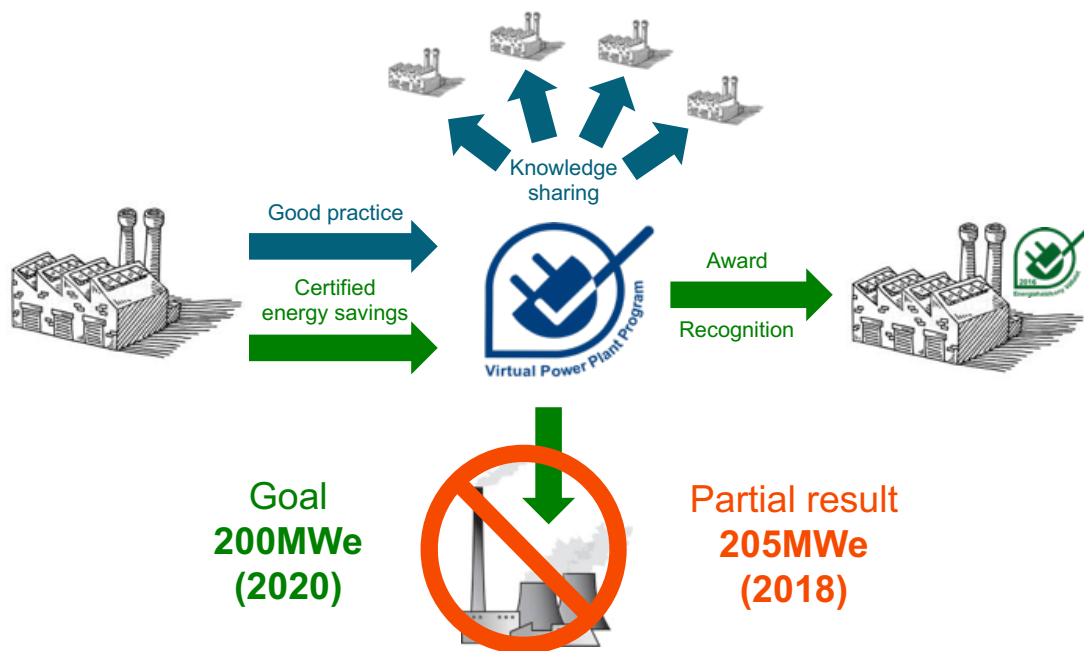 Knowledge
sharing
Good practice
Certified
energy savings
Virtual Power Plant Program
Award
Recognition
2016
Goal
200MWe
(2020)
Partial result
205MWe
(2018)